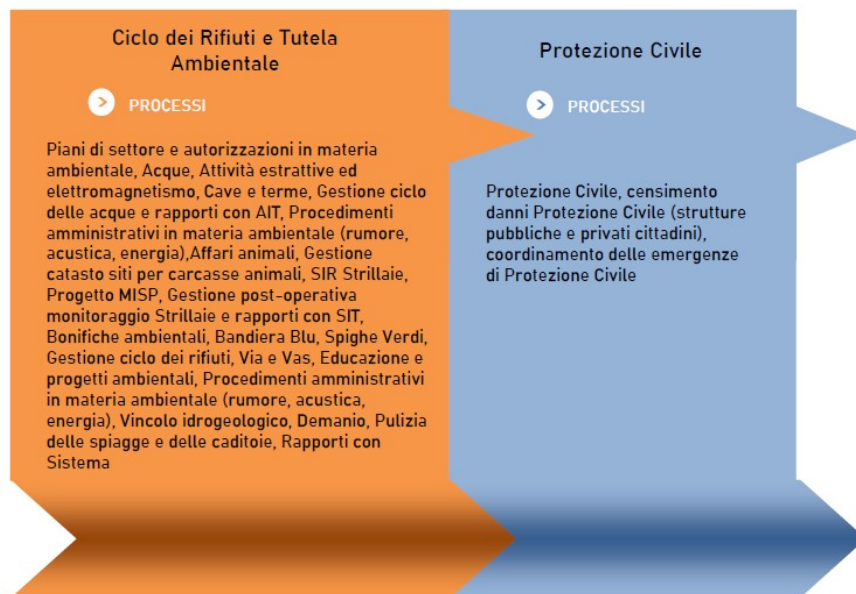 Ciclo dei Rifiuti e Tutela
Ambientale
PROCESSI
Piani di settore e autorizzazioni in materia
ambientale, Acque, Attività estrattive ed
elettromagnetismo, Cave e terme, Gestione ciclo
delle acque e rapporti con AIT, Procedimenti
amministrativi in materia ambientale (rumore,
acustica, energia),Affari animali, Gestione
catasto siti per carcasse animali, SIR Strillaie,
Progetto MISP, Gestione post-operativa
monitoraggio Strillaie e rapporti con SIT,
Bonifiche ambientali, Bandiera Blu, Spighe Verdi,
Gestione ciclo dei rifiuti, Via e Vas, Educazione e
progetti ambientali, Procedimenti amministrativi
in materia ambientale (rumore, acustica,
energia), Vincolo idrogeologico, Demanio, Pulizia
delle spiagge e delle caditoie, Rapporti con
Sistema
Protezione Civile
PROCESSI
Protezione Civile, censimento
danni Protezione Civile (strutture
pubbliche e privati cittadini),
coordinamento delle emergenze
di Protezione Civile